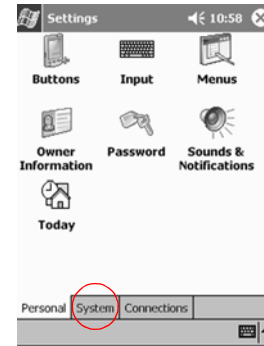 Settings 10:58
Buttons Input Menus
Owner Information Password Sounds & Notifications
Today
Personal System Connections